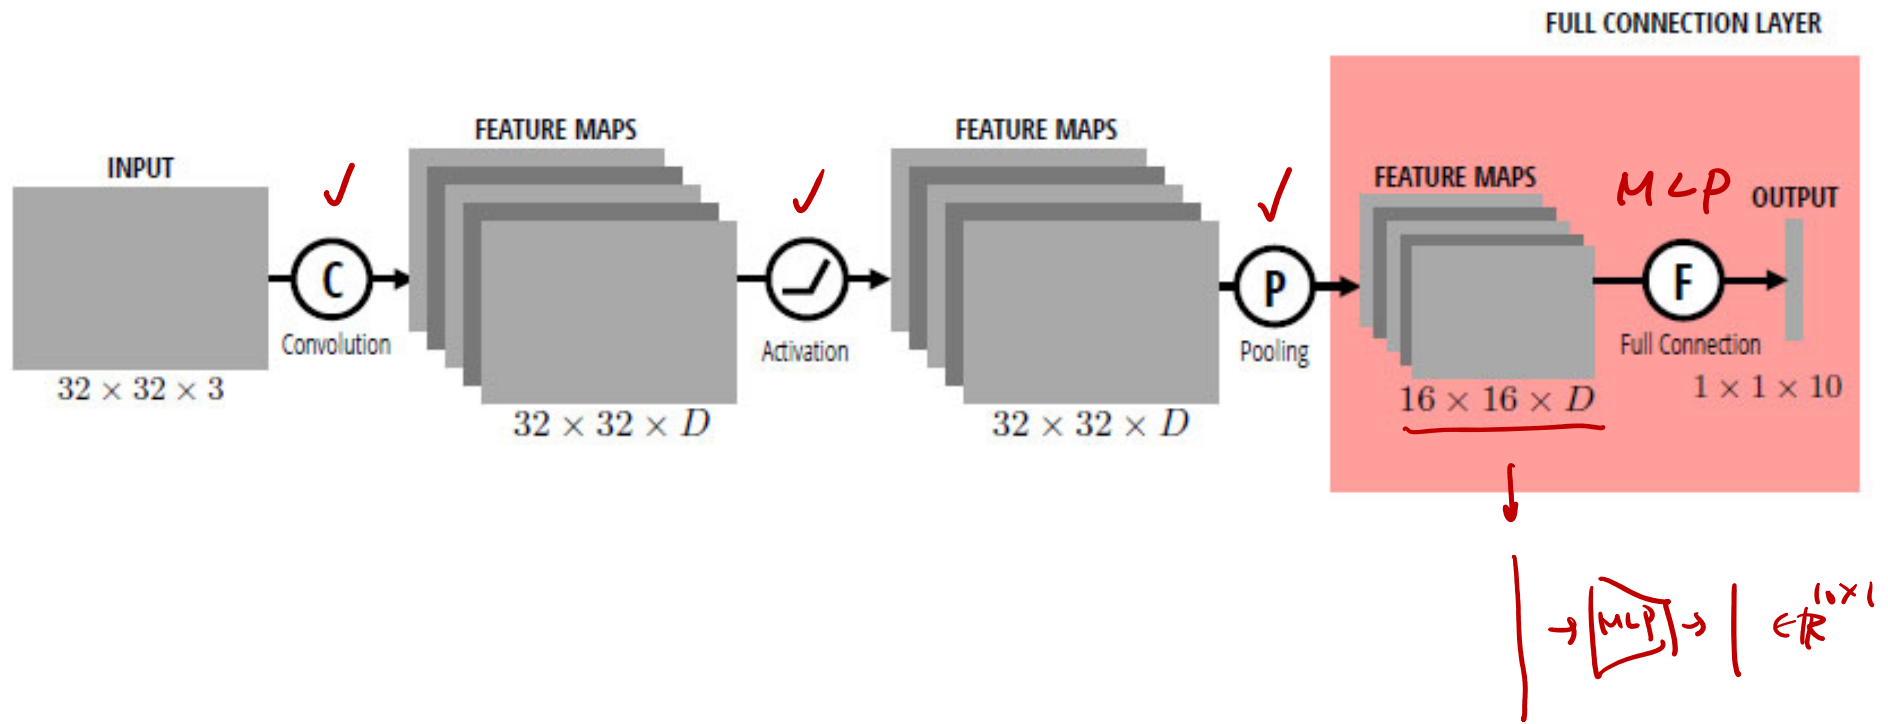 FULL CONNECTION LAYER
INPUT
FEATURE MAPS
FEATURE MAPS
FEATURE MAPS
MLP
OUTPUT
C
P
F
Convolution
Activation
Pooling
Full Connection
32 × 32 × 3
32 × 32 × D
32 × 32 × D
16 × 16 × D
1 × 1 × 10
→ MLP → | ∈ ℝ^{10×1}